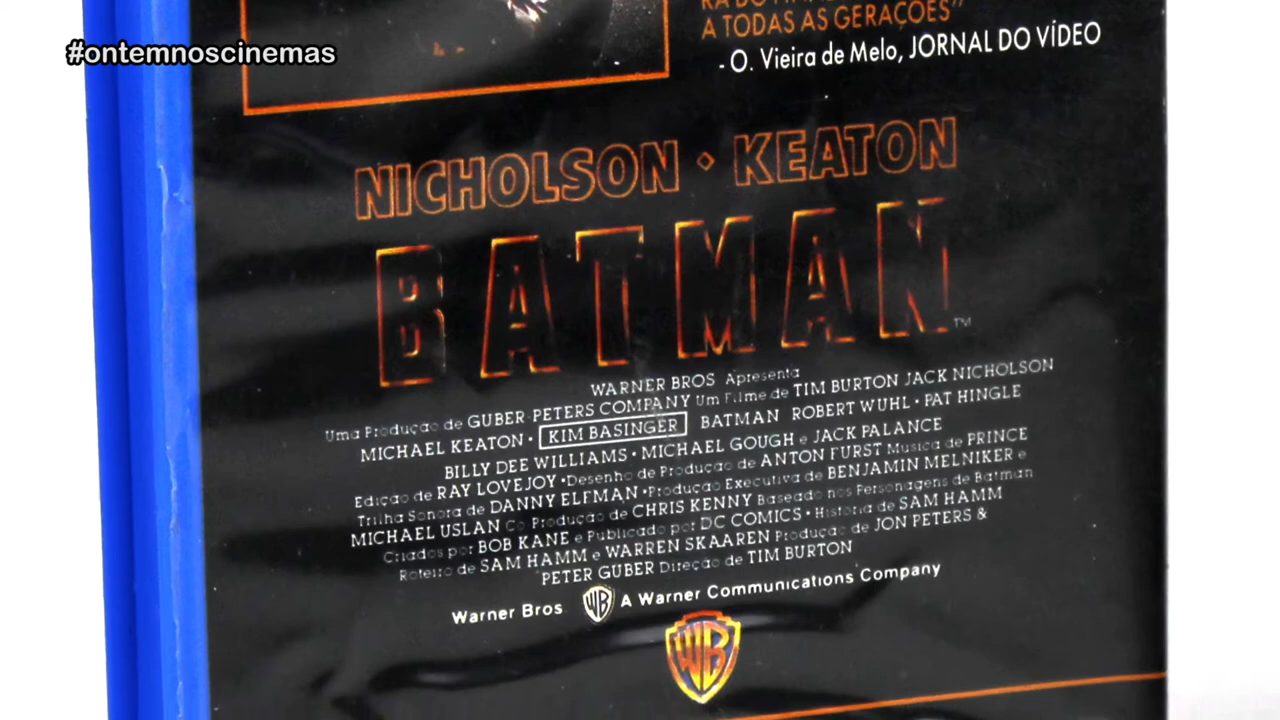 #ontemnoscinemas
A TODAS AS GERAÇÕES"
- O. Vieira de Melo, JORNAL DO VÍDEO
NICHOLSON • KEATON
BATMAN™
WARNER BROS Apresenta
Uma Produção de GUBER-PETERS COMPANY Um Filme de TIM BURTON JACK NICHOLSON
MICHAEL KEATON • KIM BASINGER BATMAN ROBERT WUHL • PAT HINGLE
BILLY DEE WILLIAMS • MICHAEL GOUGH e JACK PALANCE
Edição de RAY LOVEJOY • Desenho de Produção de ANTON FURST Musica de PRINCE
Trilha Sonora de DANNY ELFMAN • Produção Executiva de BENJAMIN MELNIKER e
MICHAEL USLAN Co Produção de CHRIS KENNY Baseado nos Personagens de Batman
Criados por BOB KANE e Publicado por DC COMICS • Historia de SAM HAMM
Roteiro de SAM HAMM e WARREN SKAAREN Produção de JON PETERS &
PETER GUBER Direção de TIM BURTON
Warner Bros WB A Warner Communications Company
WB